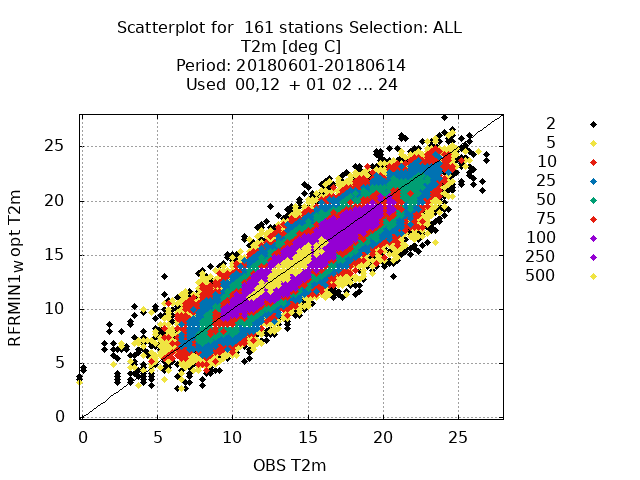 Scatterplot for 161 stations Selection: ALL
T2m [deg C]
Period: 20180601-20180614
Used 00,12 + 01 02 ... 24
2
5
10
25
50
75
100
250
500
RFRMIN1wopt T2m
25
20
15
10
5
0
0 5 10 15 20 25
OBS T2m